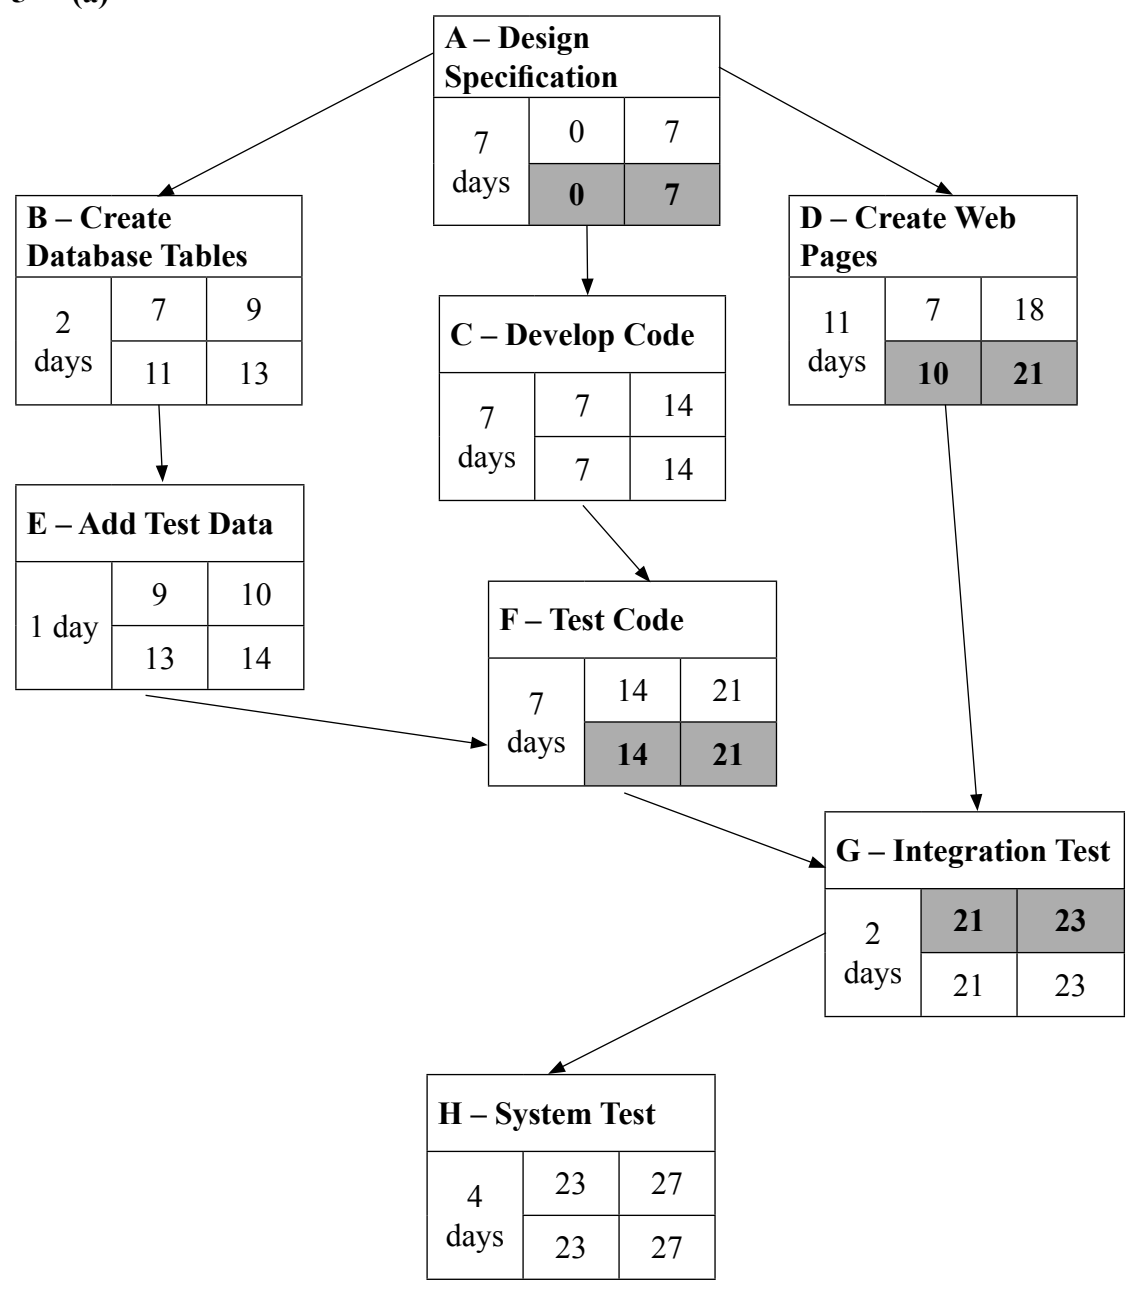 (a)
A – Design
Specification
7
days
0
7
0
7
B – Create
Database Tables
2
days
7
9
11
13
D – Create Web
Pages
11
days
7
18
10
21
C – Develop Code
7
days
7
14
7
14
E – Add Test Data
1 day
9
10
13
14
F – Test Code
7
days
14
21
14
21
G – Integration Test
2
days
21
23
21
23
H – System Test
4
days
23
27
23
27